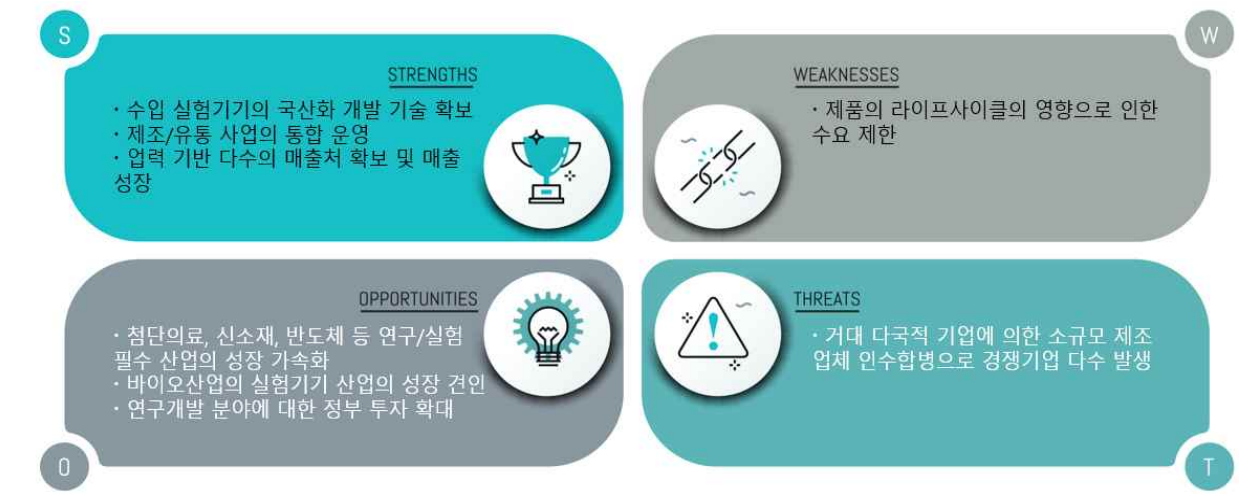 S
STRENGTHS
· 수입 실험기기의 국산화 개발 기술 확보
· 제조/유통 사업의 통합 운영
· 업력 기반 다수의 매출처 확보 및 매출
성장
W
WEAKNESSES
· 제품의 라이프사이클의 영향으로 인한
수요 제한
OPPORTUNITIES
· 첨단의료, 신소재, 반도체 등 연구/실험
필수 산업의 성장 가속화
· 바이오산업의 실험기기 산업의 성장 견인
· 연구개발 분야에 대한 정부 투자 확대
O
THREATS
· 거대 다국적 기업에 의한 소규모 제조
업체 인수합병으로 경쟁기업 다수 발생
T